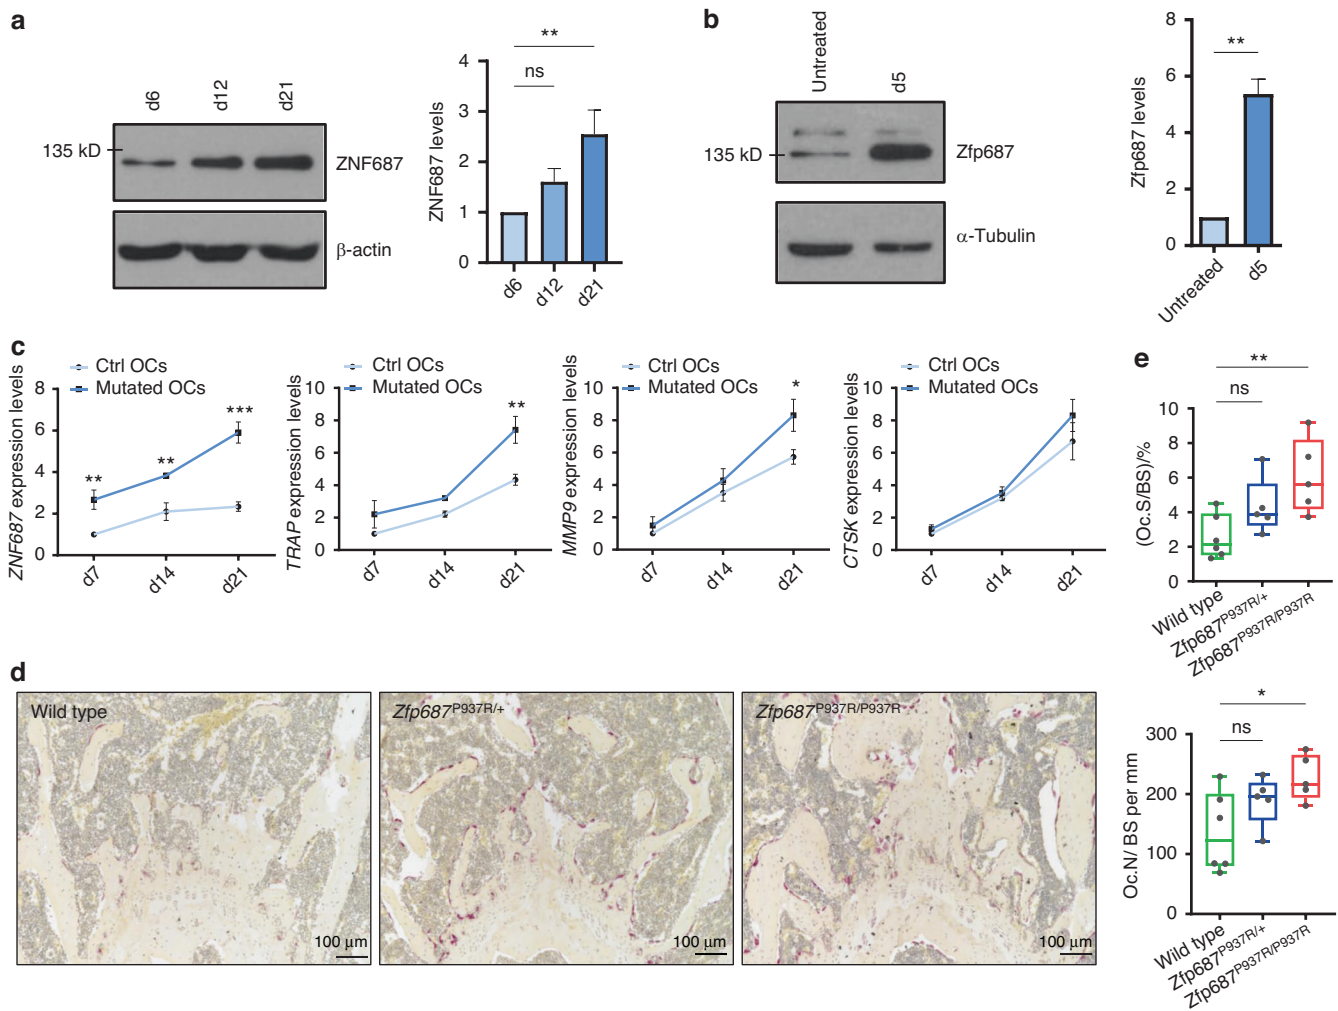 a
d6
d12
d21
135 kD
ZNF687
β-actin
ZNF687 levels
4
3
2
1
0
**
ns
d6
d12
d21
b
Untreated
d5
135 kD
Zfp687
α-Tubulin
Zfp687 levels
8
6
4
2
0
**
Untreated
d5
c
Ctrl OCs
Mutated OCs
ZNF687 expression levels
8
6
4
2
0
**
**
***
d7
d14
d21
Ctrl OCs
Mutated OCs
TRAP expression levels
10
8
6
4
2
0
**
d7
d14
d21
Ctrl OCs
Mutated OCs
MMP9 expression levels
10
8
6
4
2
0
*
d7
d14
d21
Ctrl OCs
Mutated OCs
CTSK expression levels
10
8
6
4
2
0
d7
d14
d21
d
Wild type
100 μm
Zfp687P937R/+
100 μm
Zfp687P937R/P937R
100 μm
e
**
ns
(Oc.S/BS)/%
10
8
6
4
2
0
Wild type
Zfp687P937R/+
Zfp687P937R/P937R
*
ns
Oc.N/ BS per mm
300
200
100
0
Wild type
Zfp687P937R/+
Zfp687P937R/P937R